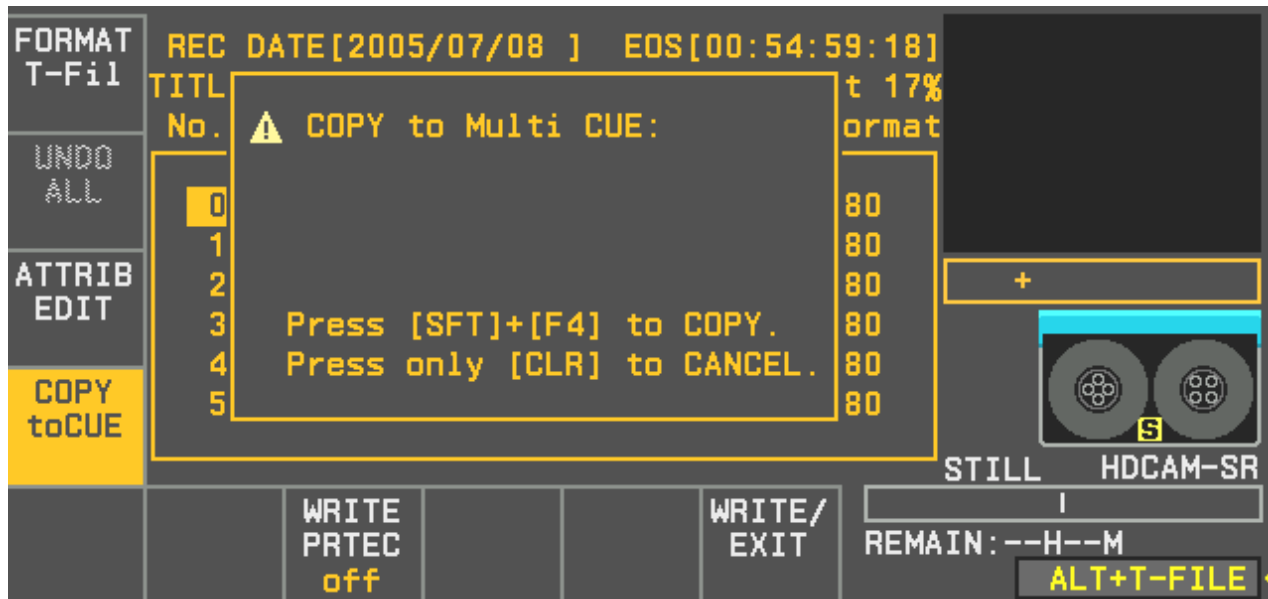 FORMAT
T-Fil
UNDO
ALL
ATTRIB
EDIT
COPY
toCUE
REC DATE[2005/07/08 ] EOS[00:54:59:18]
TITL t 17%
No. ormat
⚠ COPY to Multi CUE:
0 80
1 80
2 80
3 Press [SFT]+[F4] to COPY. 80
4 Press only [CLR] to CANCEL. 80
5 80
+
S
STILL HDCAM-SR
REMAIN:--H--M
WRITE
PRTEC
off
WRITE/
EXIT
ALT+T-FILE